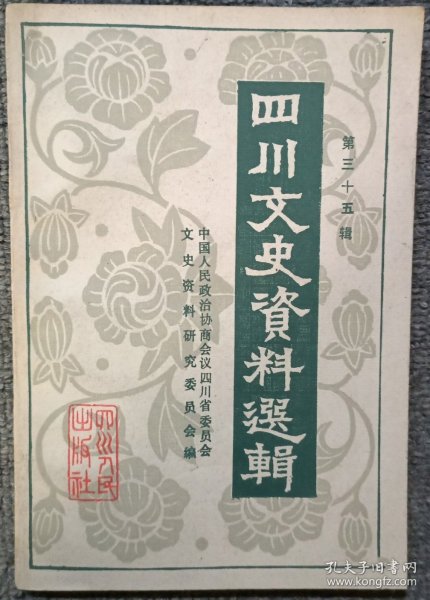 第三十五辑
四川文史資料選輯
中国人民政治协商会议四川省委员会
文史资料研究委员会编
四川人民
出版社
孔夫子旧书网
www.kongfz.com